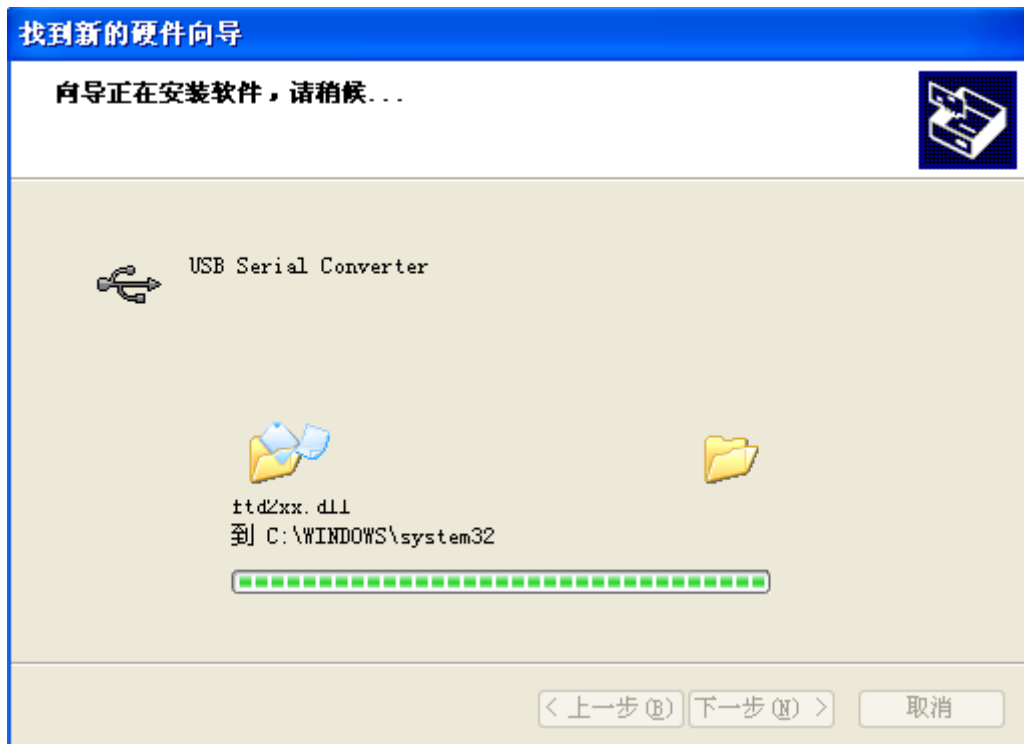 找到新的硬件向导
向导正在安装软件，请稍候...
USB Serial Converter
ftd2xx.dll
到 C:\WINDOWS\system32
< 上一步(B) 下一步(N) > 取消